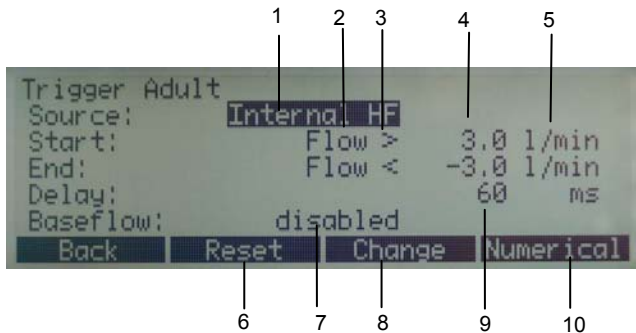 1 2 3 4 5
Trigger Adult
Source: Internal HF
Start: Flow > 3.0 l/min
End: Flow < -3.0 l/min
Delay: 60 ms
Baseflow: disabled
Back Reset Change Numerical
6 7 8 9 10